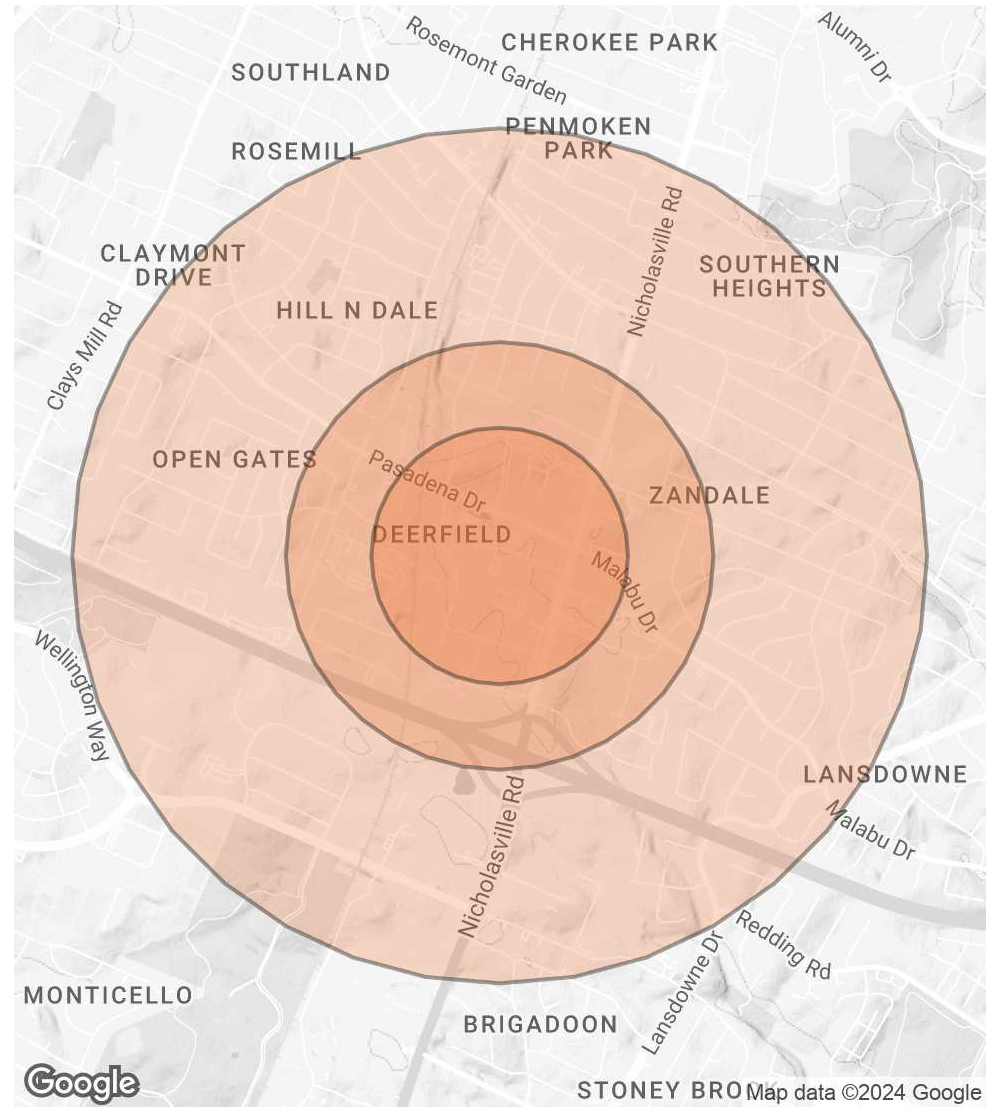 Rosemont Garden
CHEROKEE PARK
Alumni Dr
SOUTHLAND
PENMOKEN
PARK
ROSEMILL
Nicholasville Rd
CLAYMONT
DRIVE
SOUTHERN
HEIGHTS
HILL N DALE
Clays Mill Rd
OPEN GATES
Pasadena Dr
ZANDALE
DEERFIELD
Malabu Dr
Wellington Way
LANSDOWNE
Nicholasville Rd
Malabu Dr
Redding Rd
Lansdowne Dr
MONTICELLO
BRIGADOON
Google
STONEY BROOK
Map data ©2024 Google